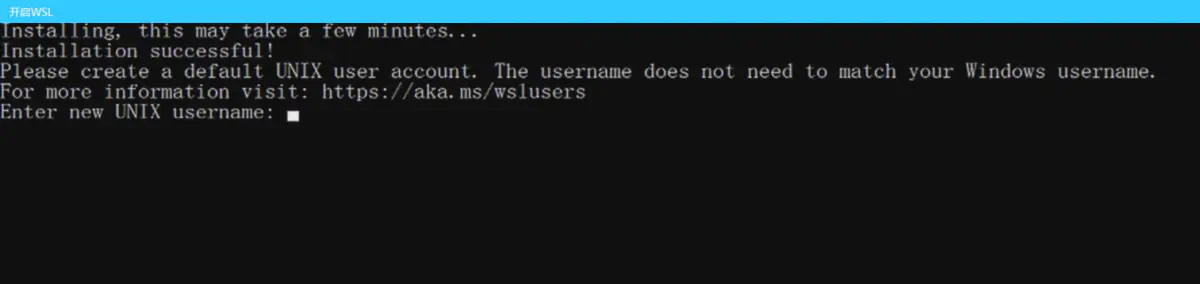 开启WSL
Installing, this may take a few minutes...
Installation successful!
Please create a default UNIX user account. The username does not need to match your Windows username.
For more information visit: https://aka.ms/wslusers
Enter new UNIX username: